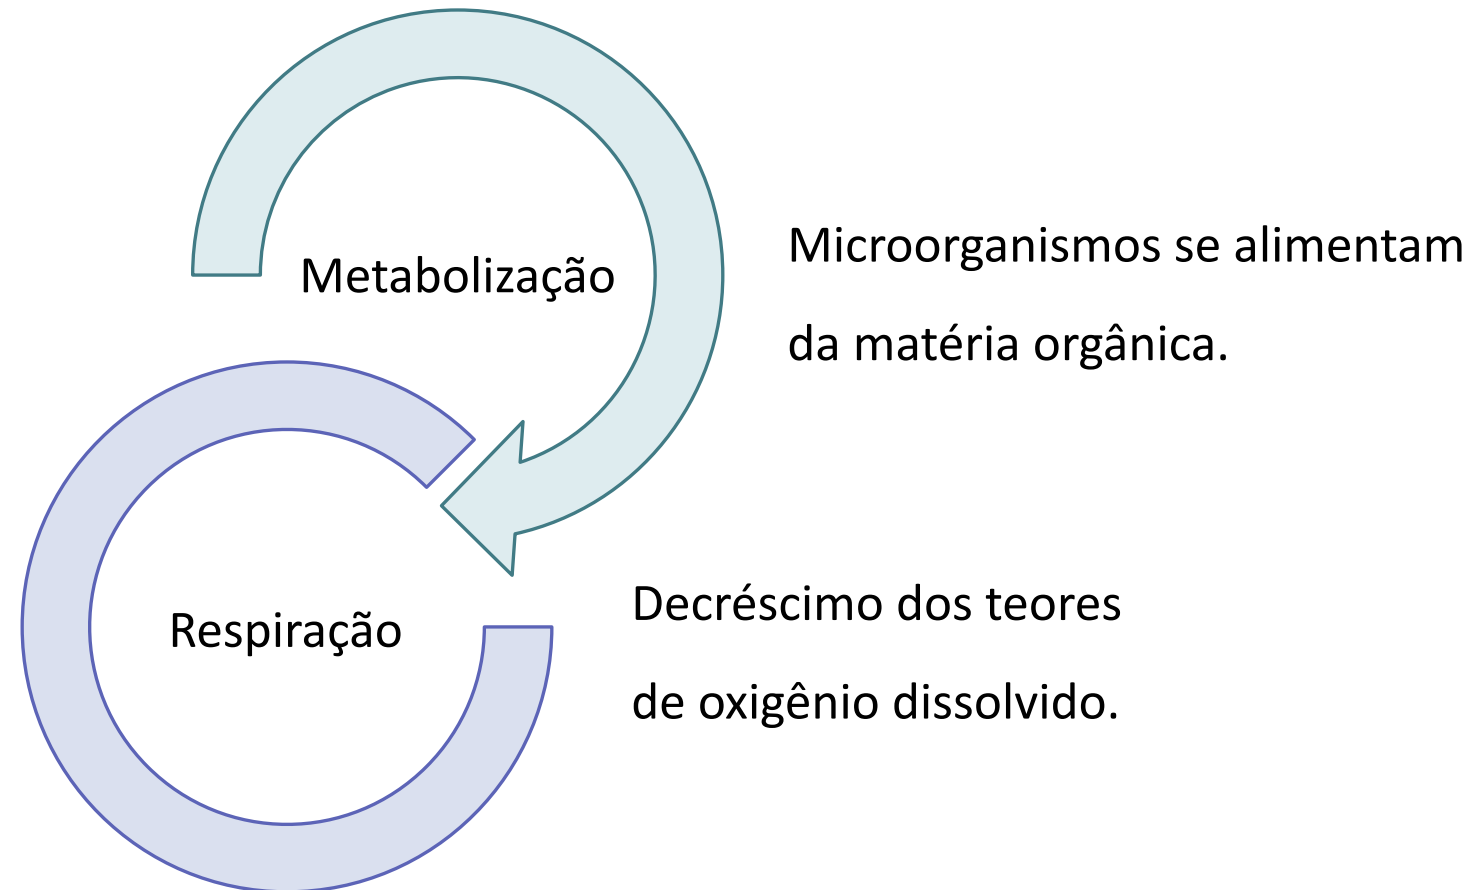 Metabolização
Microorganismos se alimentam
da matéria orgânica.
Respiração
Decréscimo dos teores
de oxigênio dissolvido.